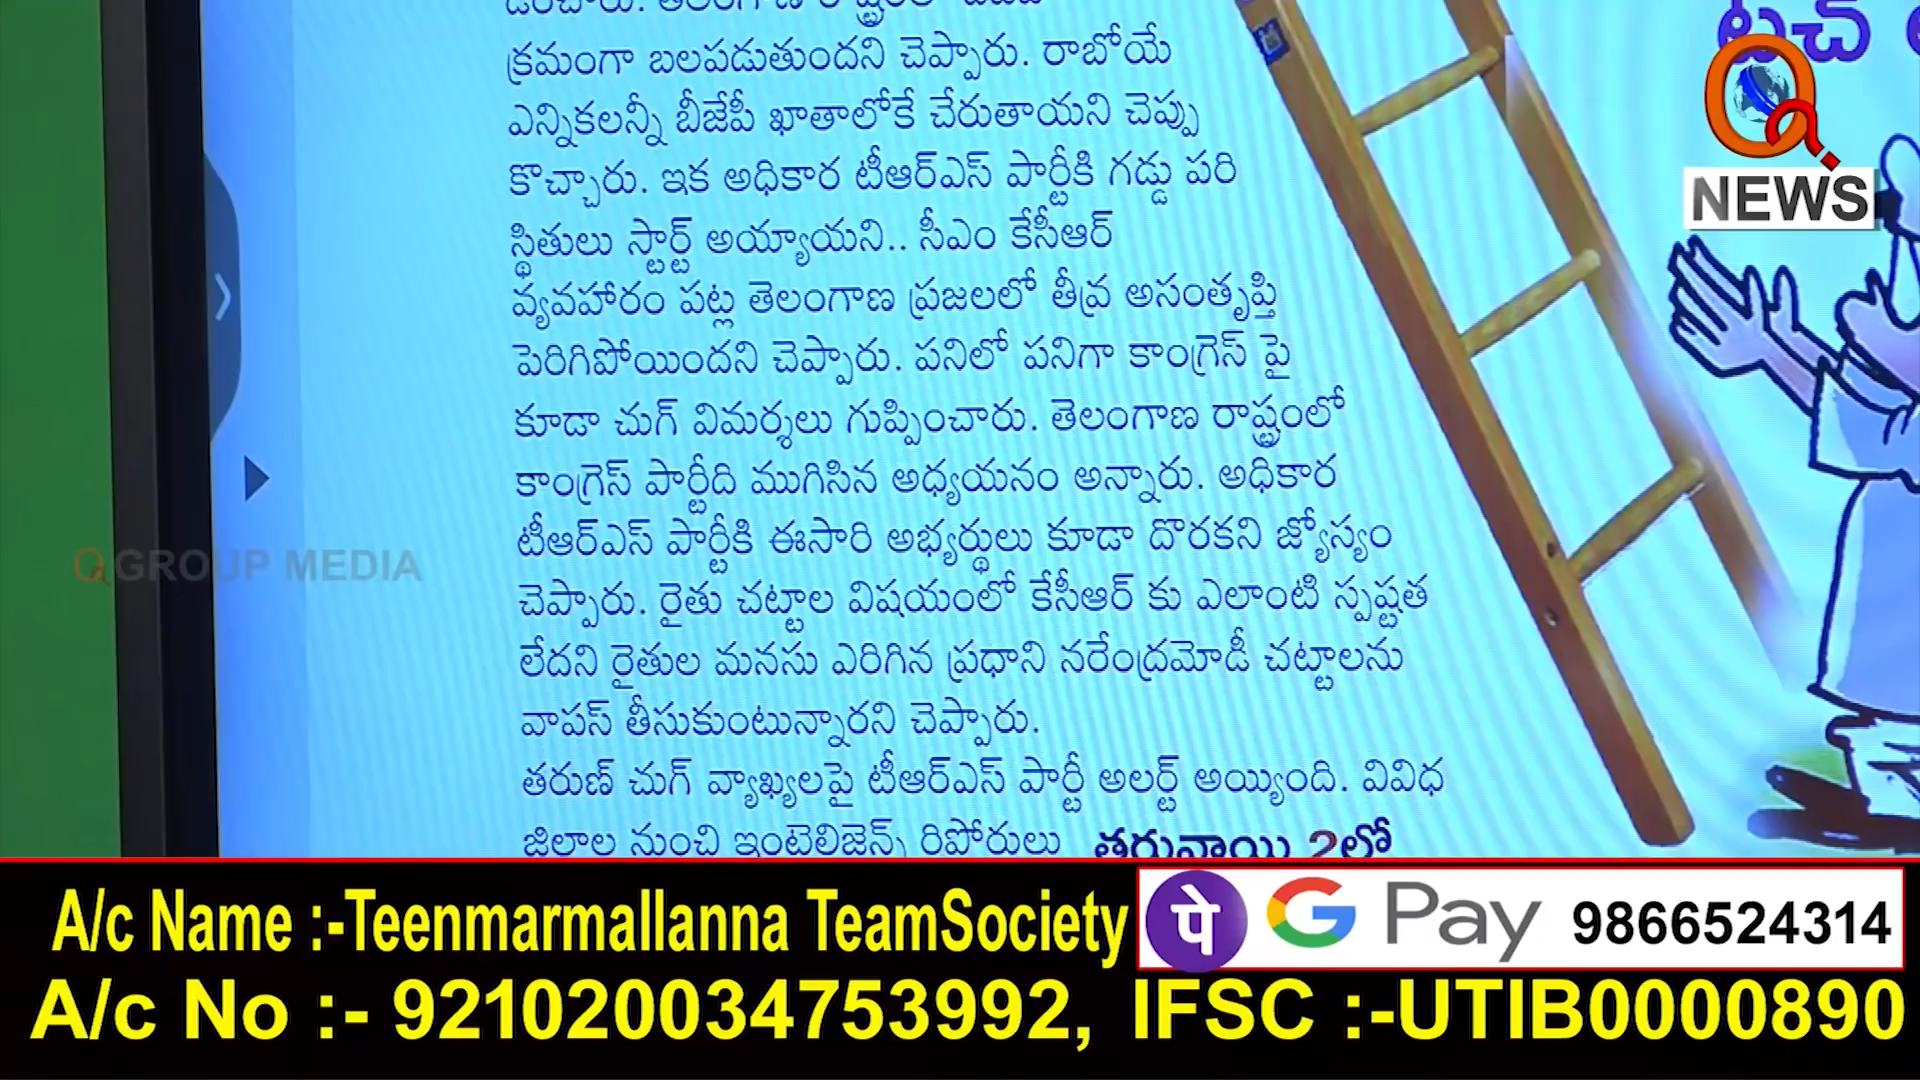 క్రమంగా బలపడుతుందని చెప్పారు. రాబోయే
ఎన్నికలన్నీ బీజేపీ ఖాతాలోకే చేరుతాయని చెప్పు
కొచ్చారు. ఇక అధికార టీఆర్ఎస్ పార్టీకి గడ్డు పరి
స్థితులు స్టార్ట్ అయ్యాయని.. సీఎం కేసీఆర్
వ్యవహారం పట్ల తెలంగాణ ప్రజలలో తీవ్ర అసంతృప్తి
పెరిగిపోయిందని చెప్పారు. పనిలో పనిగా కాంగ్రెస్ పై
కూడా చుగ్ విమర్శలు గుప్పించారు. తెలంగాణ రాష్ట్రంలో
కాంగ్రెస్ పార్టీది ముగిసిన అధ్యయనం అన్నారు. అధికార
టీఆర్ఎస్ పార్టీకి ఈసారి అభ్యర్థులు కూడా దొరకని జ్యోస్యం
చెప్పారు. రైతు చట్టాల విషయంలో కేసీఆర్ కు ఎలాంటి స్పష్టత
లేదని రైతుల మనసు ఎరిగిన ప్రధాని నరేంద్రమోడీ చట్టాలను
వాపస్ తీసుకుంటున్నారని చెప్పారు.
తరుణ్ చుగ్ వ్యాఖ్యలపై టీఆర్ఎస్ పార్టీ అలర్ట్ అయ్యింది. వివిధ
జిల్లాల నుంచి ఇంటెలిజెన్స్ రిపోర్టులు తరువాయి 2లో
టచ్
Q NEWS
Q GROUP MEDIA
A/c Name :-Teenmarmallanna TeamSociety
पे G Pay 9866524314
A/c No :- 921020034753992, IFSC :-UTIB0000890